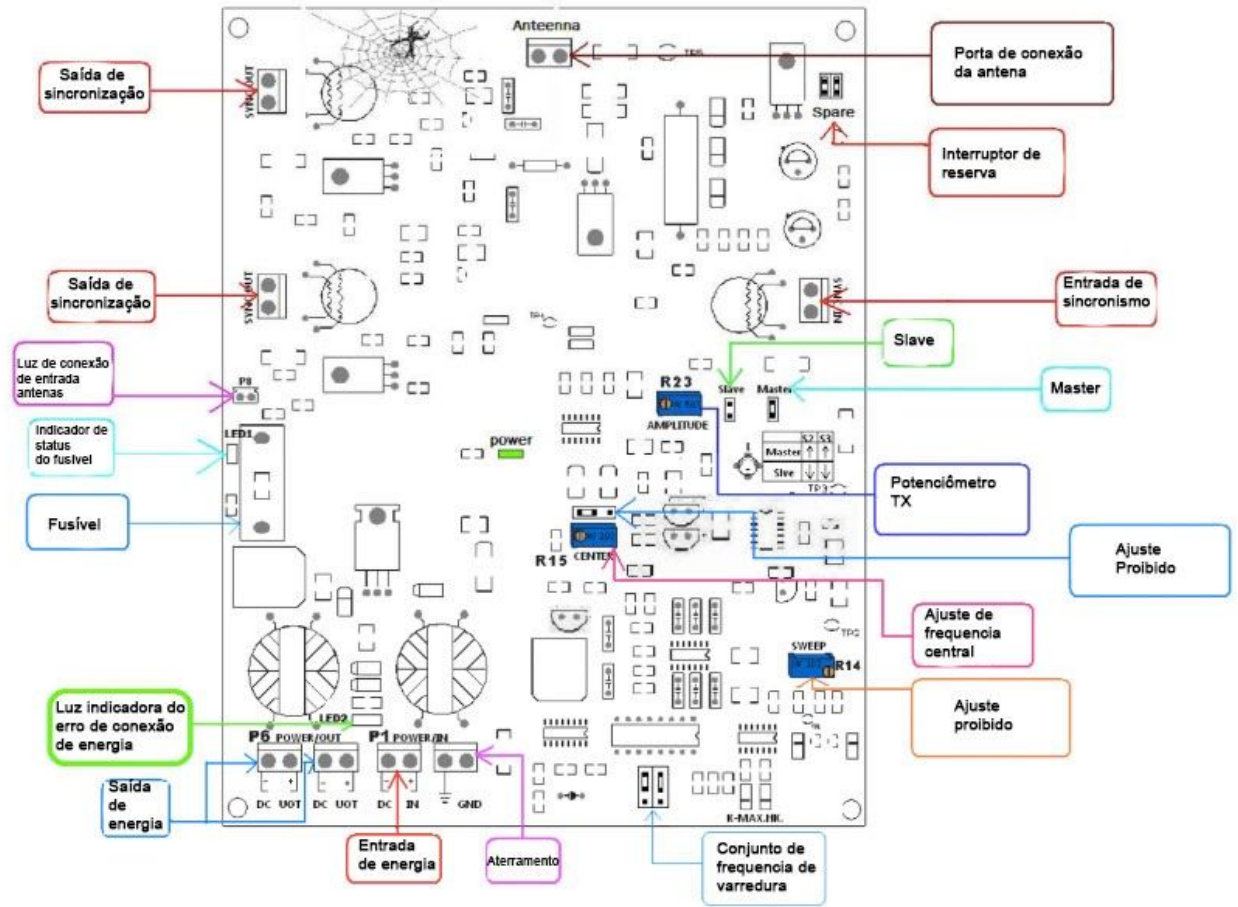 Anteenna
Porta de conexão
da antena
Saída de
sincronização
SYNC/OUT
TP5
Spare
Interruptor de
reserva
Saída de
sincronização
SYNC/OUT
Entrada de
sincronismo
Slave
Luz de conexão
de entrada
antenas
P8
TP4
R23
AMPLITUDE
Slave
Master
Master
Indicador de
status
do fusível
LED1
power
S2 S3
Master ↑ ↑
Slve ↓ ↓
TP3
Potenciômetro
TX
Fusível
R15
CENTER
Ajuste
Proibido
Ajuste de
frequencia
central
TP2
SWEEP
R14
Luz indicadora do
erro de conexão
de energia
LED2
Ajuste
proibido
P6 POWER/OUT
P1 POWER/IN
- +
- +
- +
DC UOT
DC UOT
DC IN
GND
K-MAX.HK.
Saída
de
energia
Entrada
de energia
Aterramento
Conjunto de
frequencia de
varredura